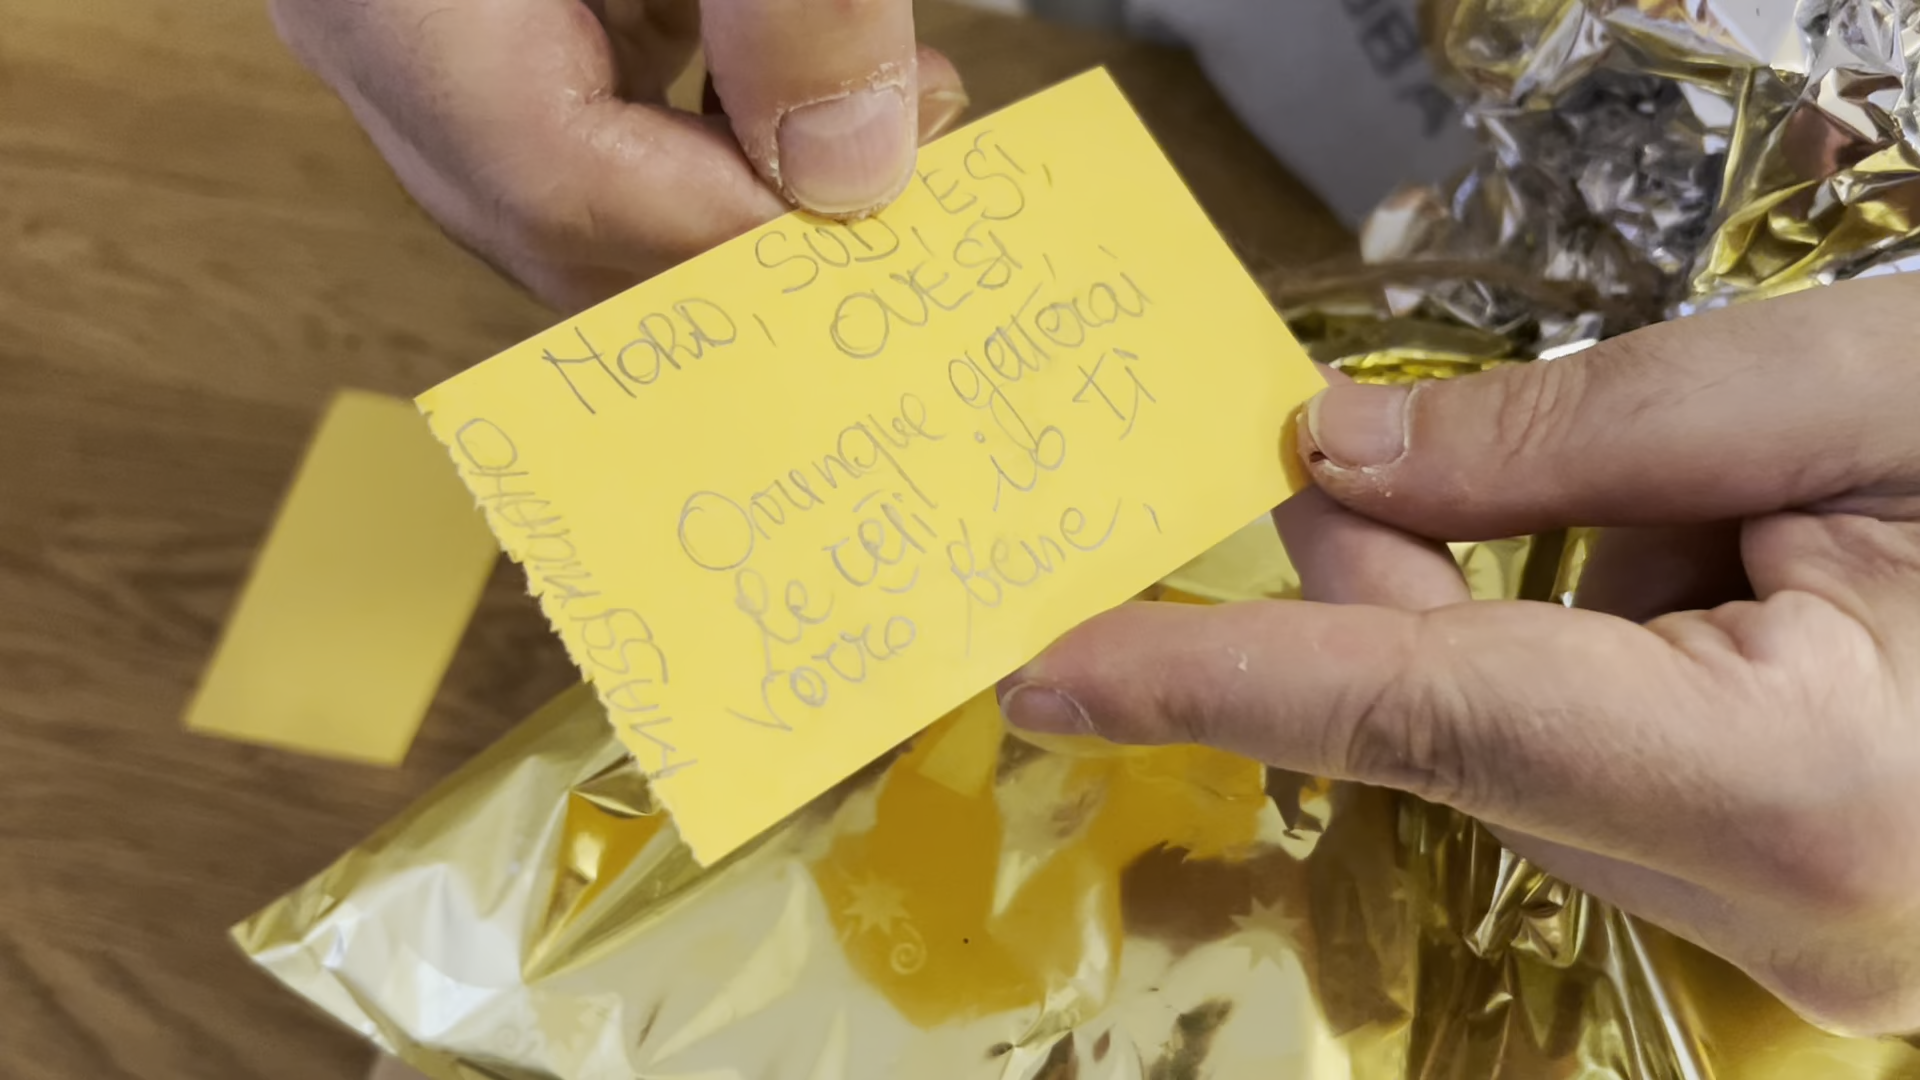 NORD, SUD, EST,
OVEST,
Ovunque getterai
le reti io ti
vorrò bene,
MASSIMILIANO